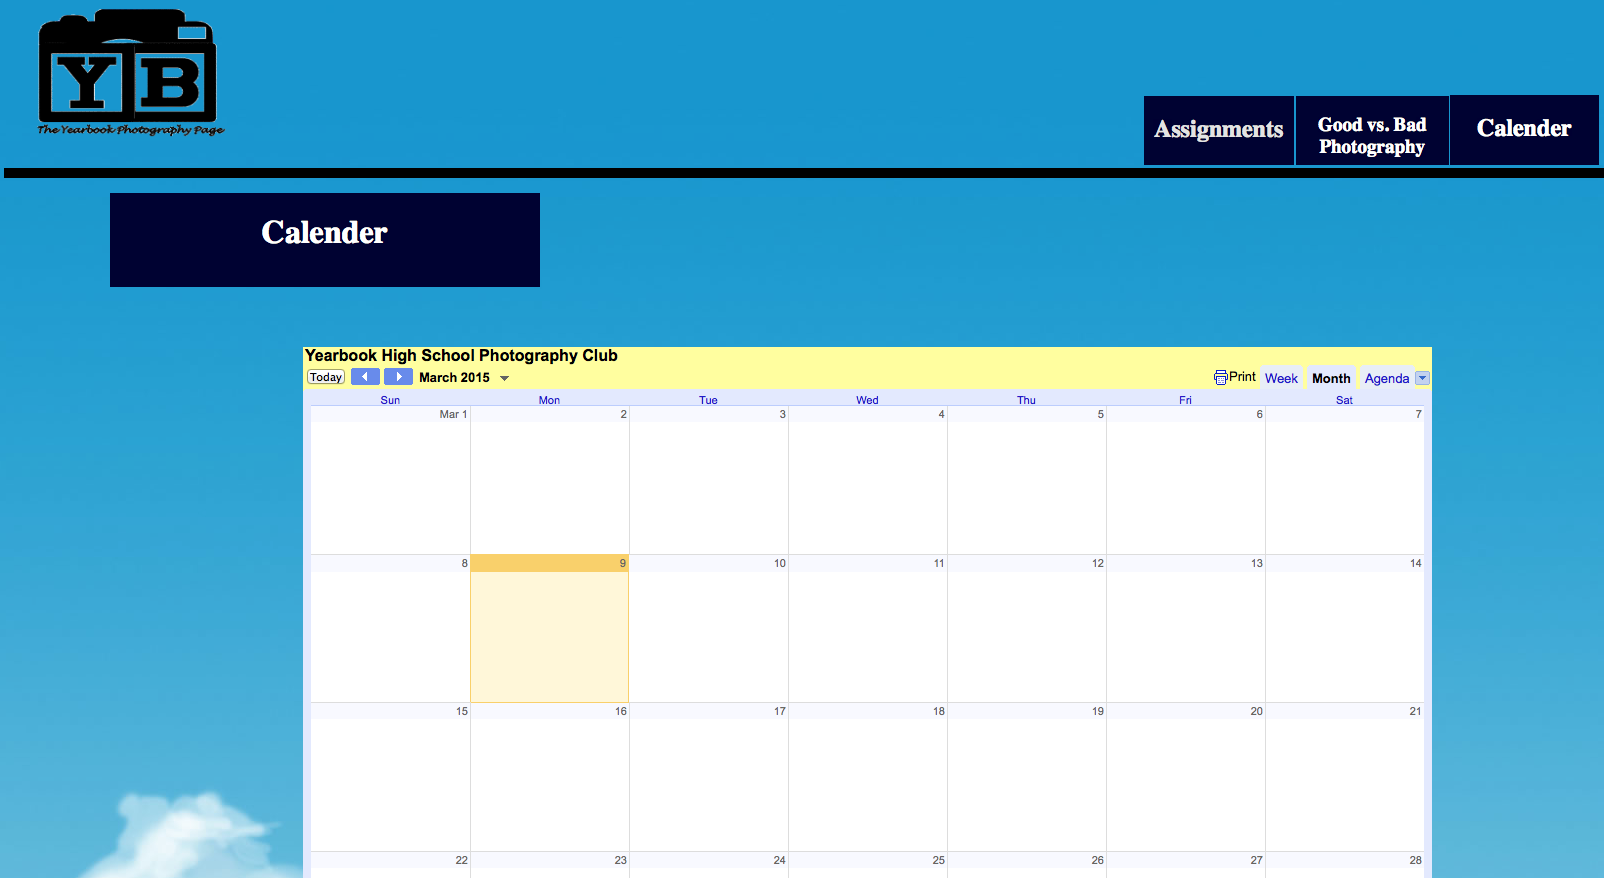 YB
The Yearbook Photography Page
Assignments
Good vs. Bad
Photography
Calender
Calender
Yearbook High School Photography Club
Today
March 2015
Print
Week
Month
Agenda
Sun Mon Tue Wed Thu Fri Sat
Mar 1 2 3 4 5 6 7
8 9 10 11 12 13 14
15 16 17 18 19 20 21
22 23 24 25 26 27 28